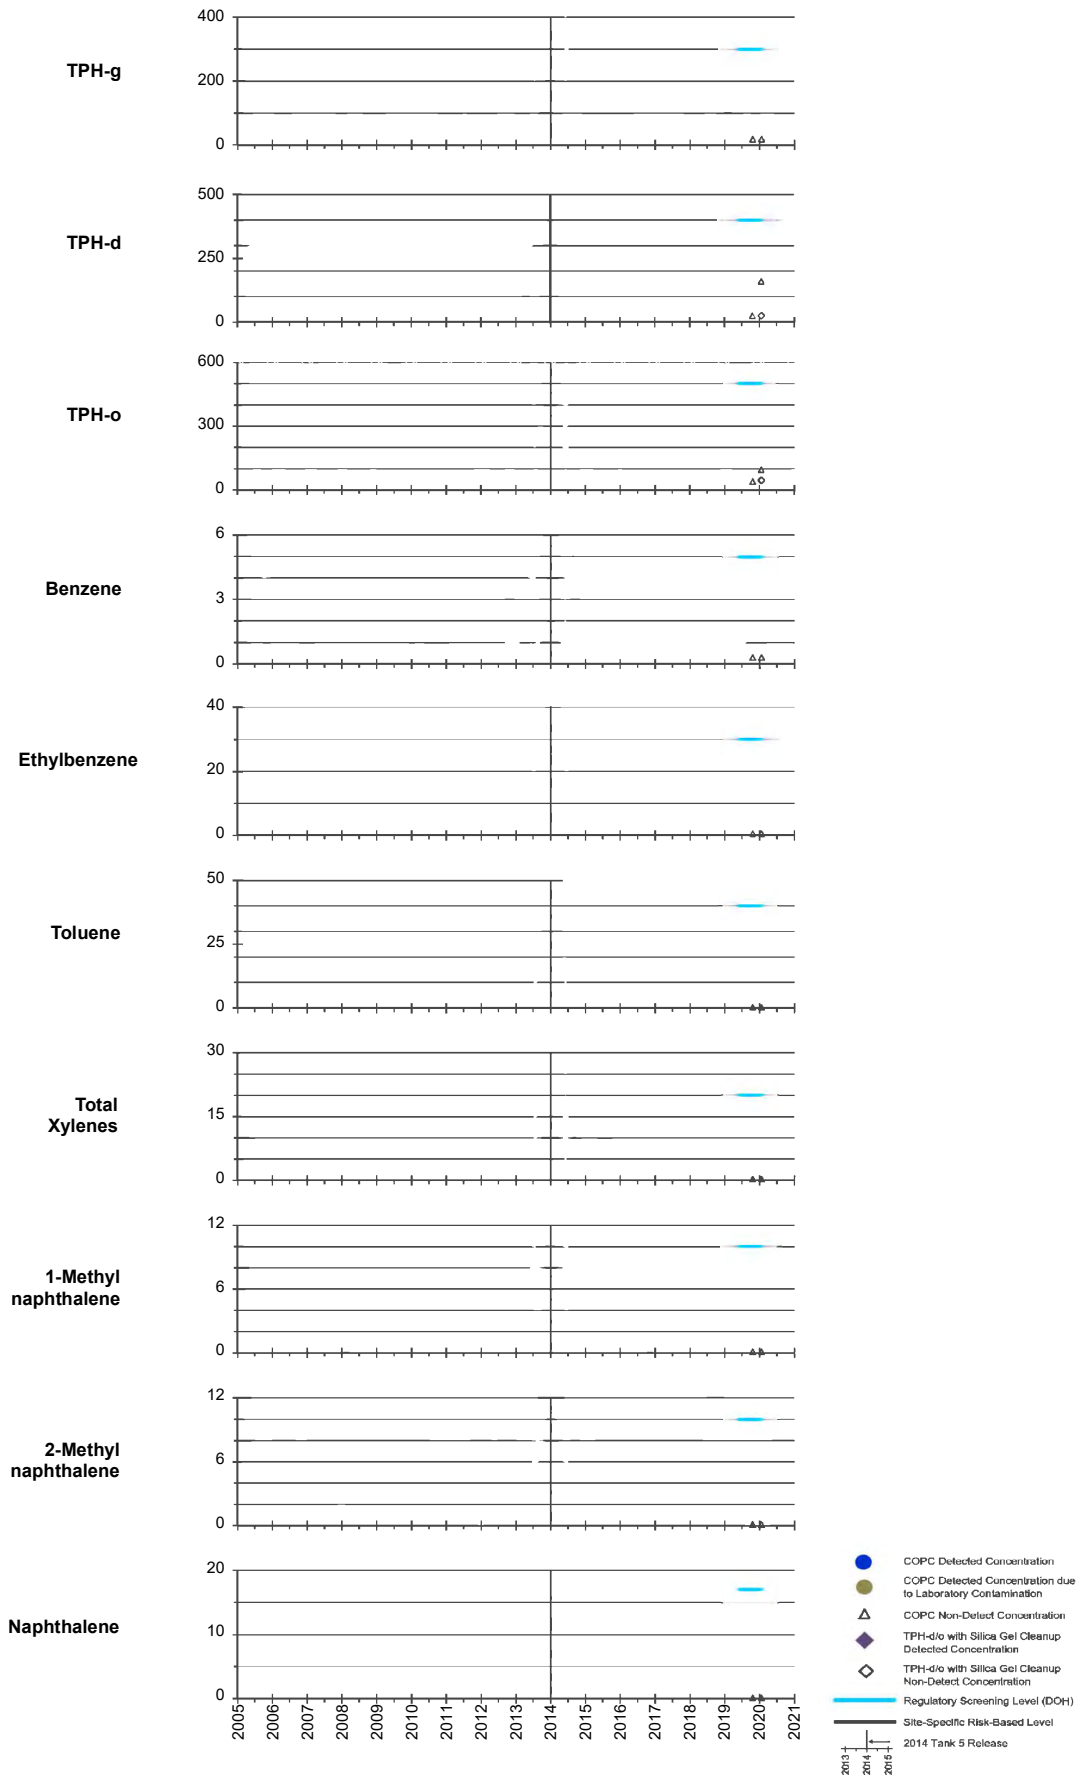 400
TPH-g
200
0
500
TPH-d
250
0
600
TPH-o
300
0
6
Benzene
3
0
40
Ethylbenzene
20
0
50
Toluene
25
0
30
Total
Xylenes
15
0
12
1-Methyl
naphthalene
6
0
12
2-Methyl
naphthalene
6
0
20
Naphthalene
10
0
2005 2006 2007 2008 2009 2010 2011 2012 2013 2014 2015 2016 2017 2018 2019 2020 2021
COPC Detected Concentration
COPC Detected Concentration due
to Laboratory Contamination
COPC Non-Detect Concentration
TPH-d/o with Silica Gel Cleanup
Detected Concentration
TPH-d/o with Silica Gel Cleanup
Non-Detect Concentration
Regulatory Screening Level (DOH)
Site-Specific Risk-Based Level
2014 Tank 5 Release
2013 2014 2015